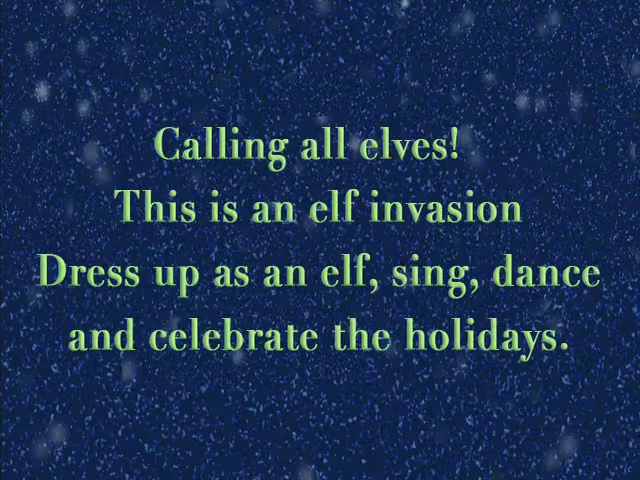 Calling all elves!
This is an elf invasion
Dress up as an elf, sing, dance
and celebrate the holidays.